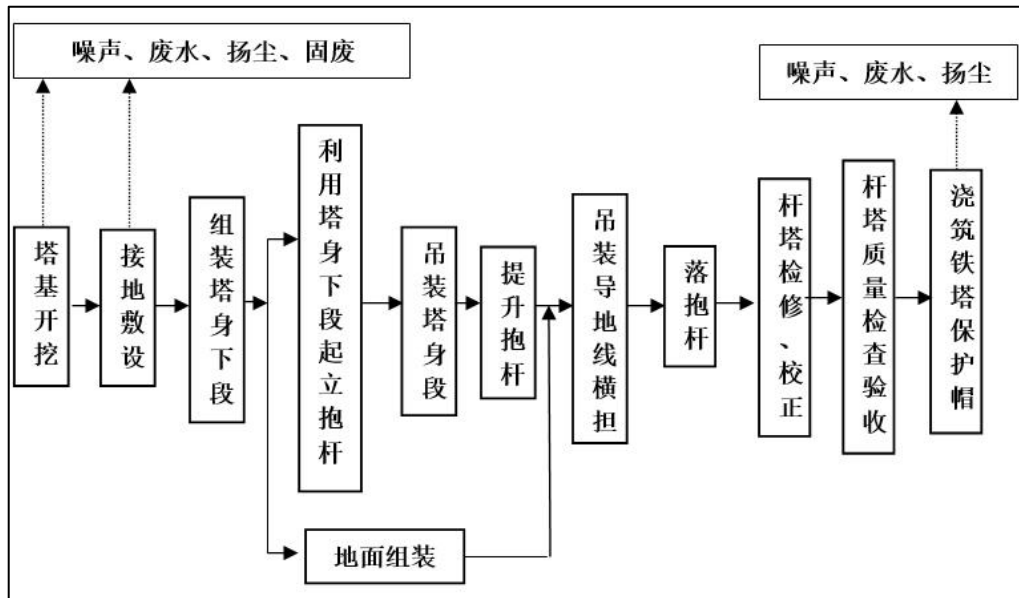 噪声、废水、扬尘、固废
噪声、废水、扬尘
塔基开挖
接地敷设
组装塔身下段
利用塔身下段起立抱杆
吊装塔身段
提升抱杆
吊装导地线横担
落抱杆
杆塔检修、校正
杆塔质量检查验收
浇筑铁塔保护帽
地面组装